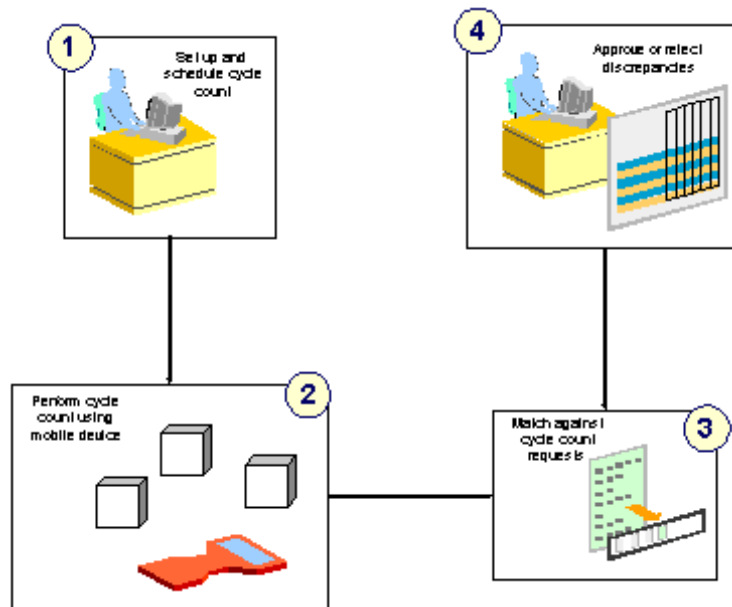 1
Set up and
schedule cycle
count
2
Perform cycle
count using
mobile device
3
Match against
cycle count
requests
4
Approve or reject
discrepancies